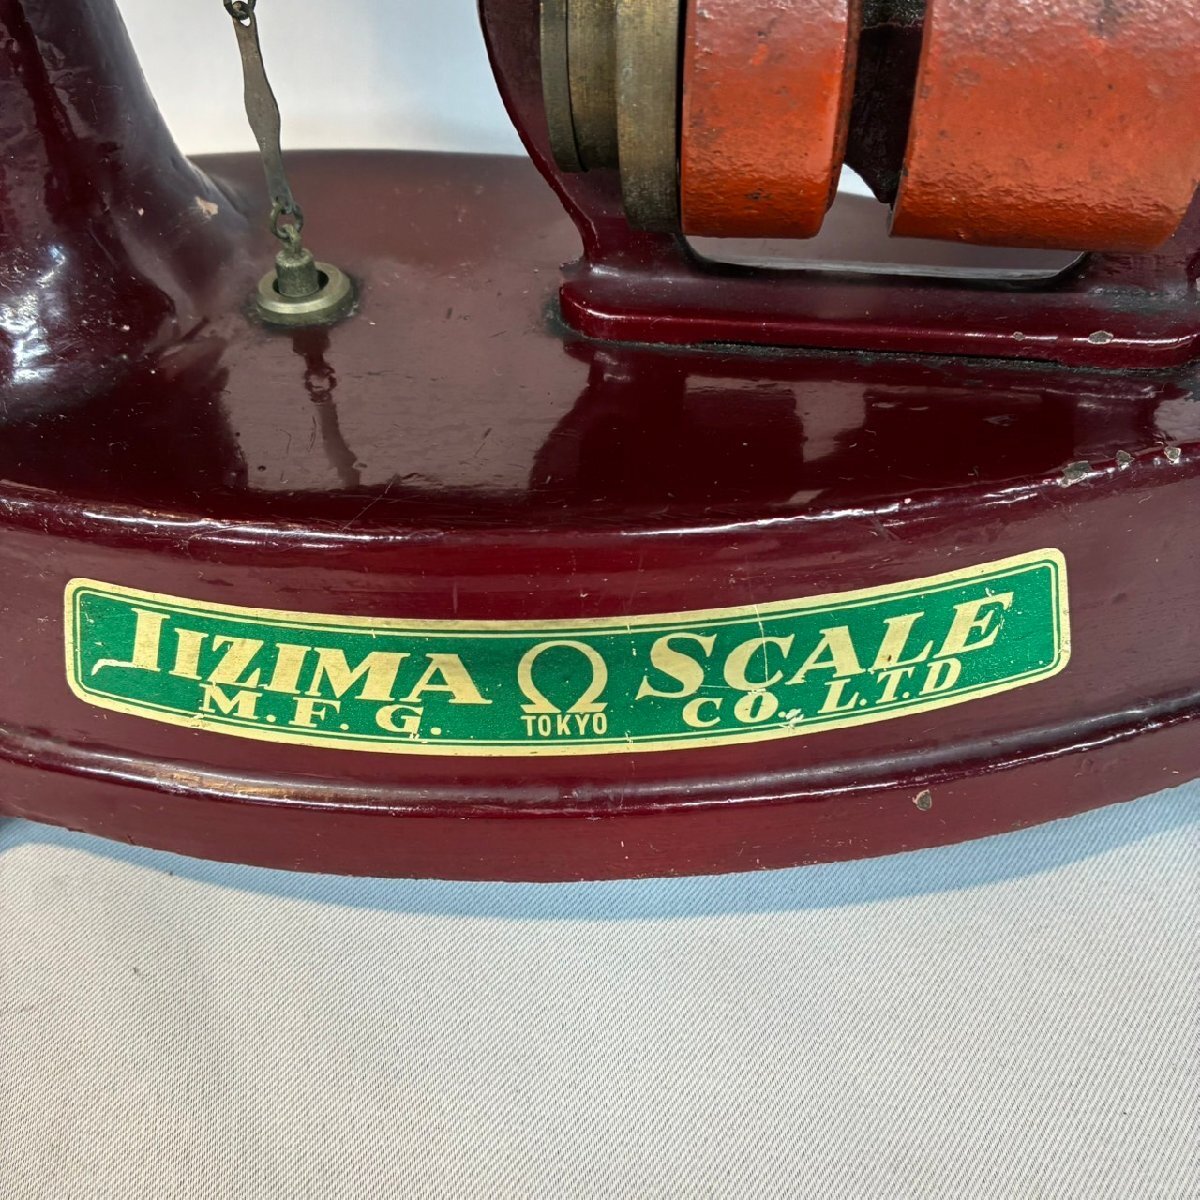 IIZIMA Ω SCALE
M.F.G. TOKYO CO. L.T.D